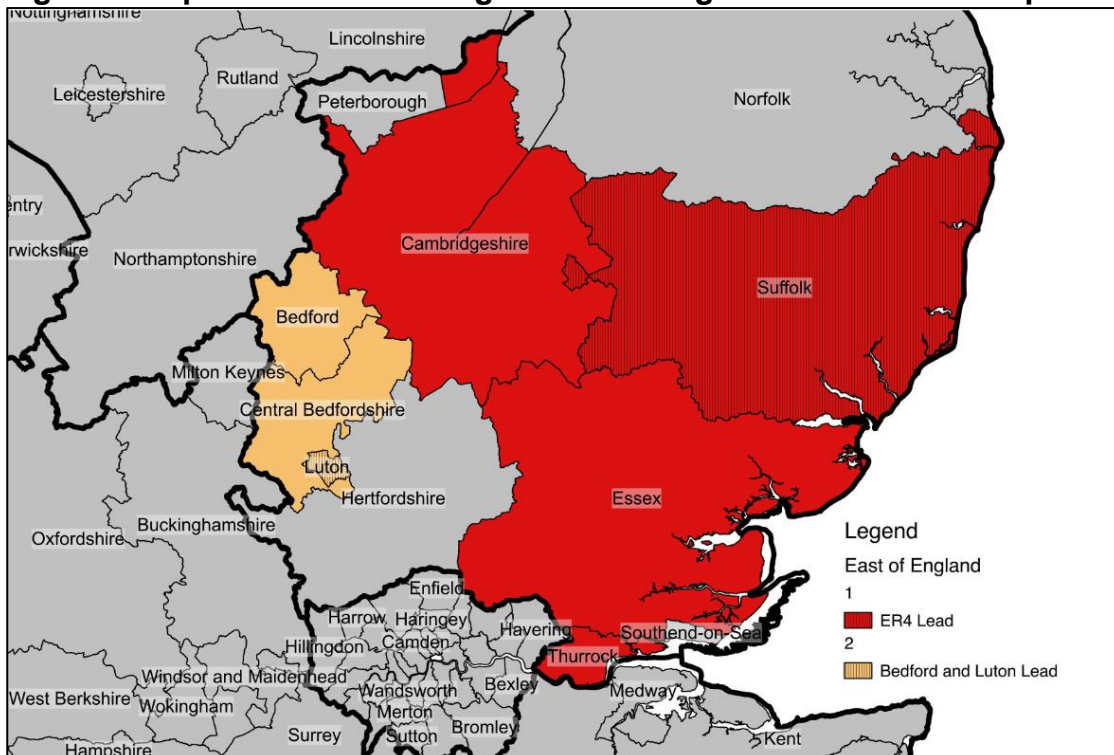 Nottinghamshire
Lincolnshire
Rutland
Leicestershire
Peterborough
Norfolk
entry
rwickshire
Northamptonshire
Cambridgeshire
Suffolk
Bedford
Milton Keynes
Central Bedfordshire
Luton
Hertfordshire
Essex
Buckinghamshire
Oxfordshire
Legend
East of England
1
ER4 Lead
2
Bedford and Luton Lead
Enfield
Harrow
Haringey
Havering
Southend-on-Sea
Camden
Hillingdon
Thurrock
Windsor and Maidenhead
Wandsworth
Bexley
Medway
West Berkshire
Wokingham
Merton
Bromley
Surrey
Sutton
Kent
Hampshire